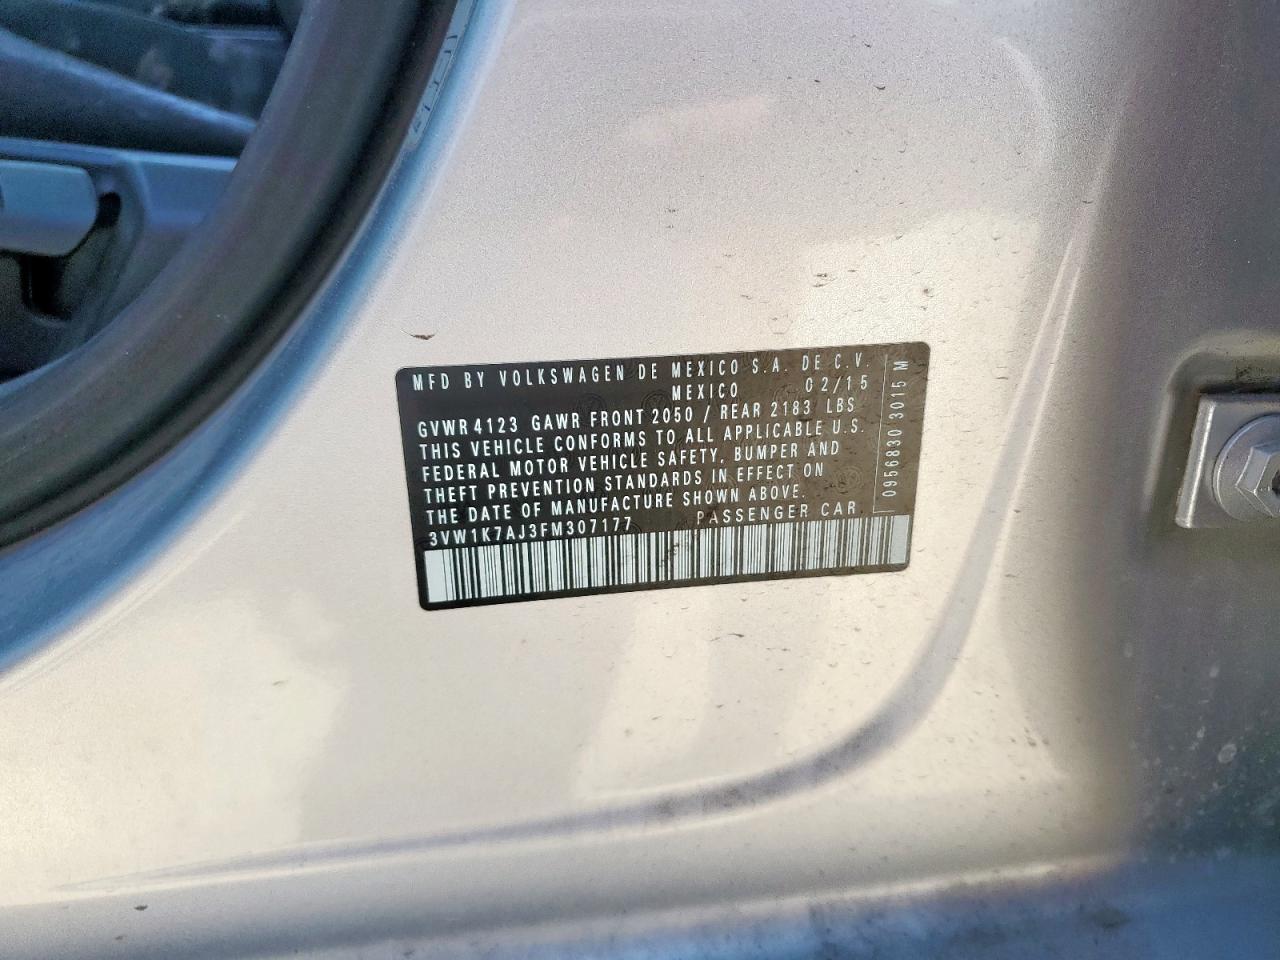 MFD BY VOLKSWAGEN DE MEXICO S.A. DE C.V.
MEXICO 02/15
GVWR 4123 GAWR FRONT 2050 / REAR 2183 LBS
THIS VEHICLE CONFORMS TO ALL APPLICABLE U.S.
FEDERAL MOTOR VEHICLE SAFETY, BUMPER AND
THEFT PREVENTION STANDARDS IN EFFECT ON
THE DATE OF MANUFACTURE SHOWN ABOVE.
3VW1K7AJ3FM307177 PASSENGER CAR
0956830 3015 M